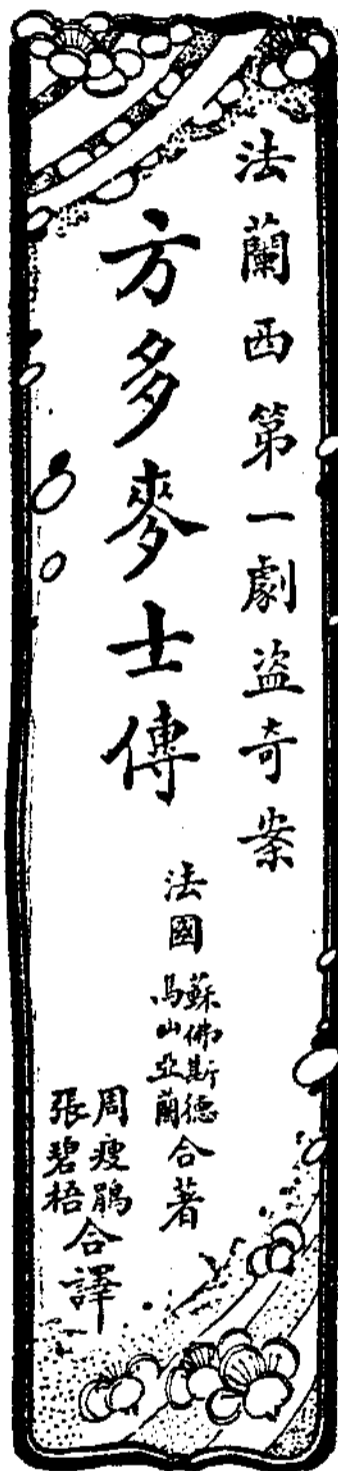 法蘭西第一劇盜奇案
方多麥士傳
法國
蘇佛斯德
馬山亞蘭
合著
周瘦鵑
張碧梧
合譯